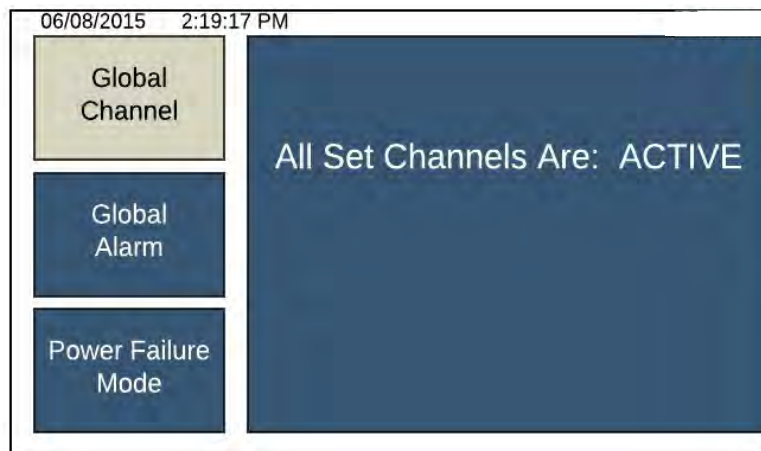 06/08/2015 2:19:17 PM
Global
Channel
All Set Channels Are: ACTIVE
Global
Alarm
Power Failure
Mode